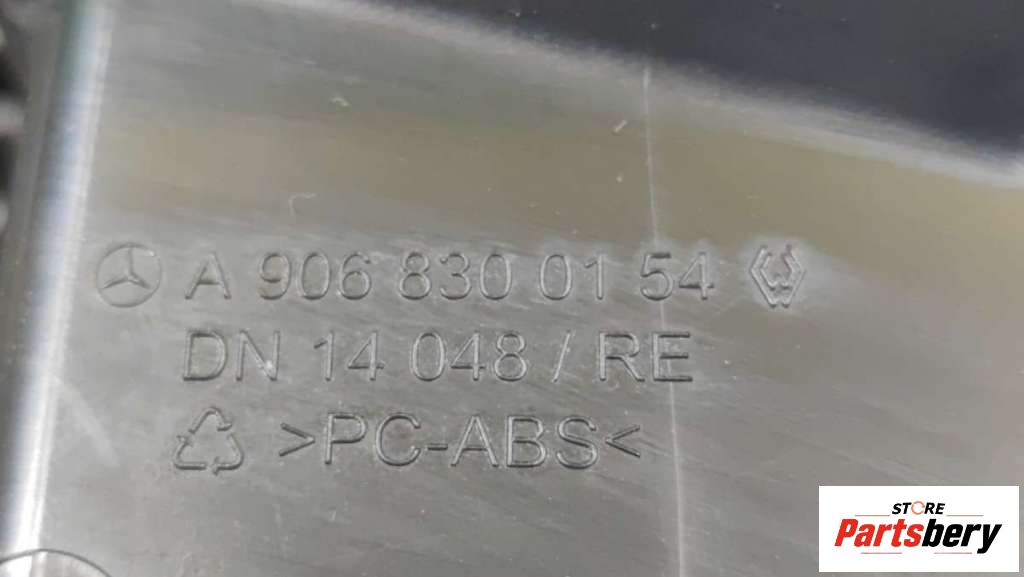 A 906 830 01 54
DN 14 048 / RE
>PC-ABS<
STORE
Partsbery